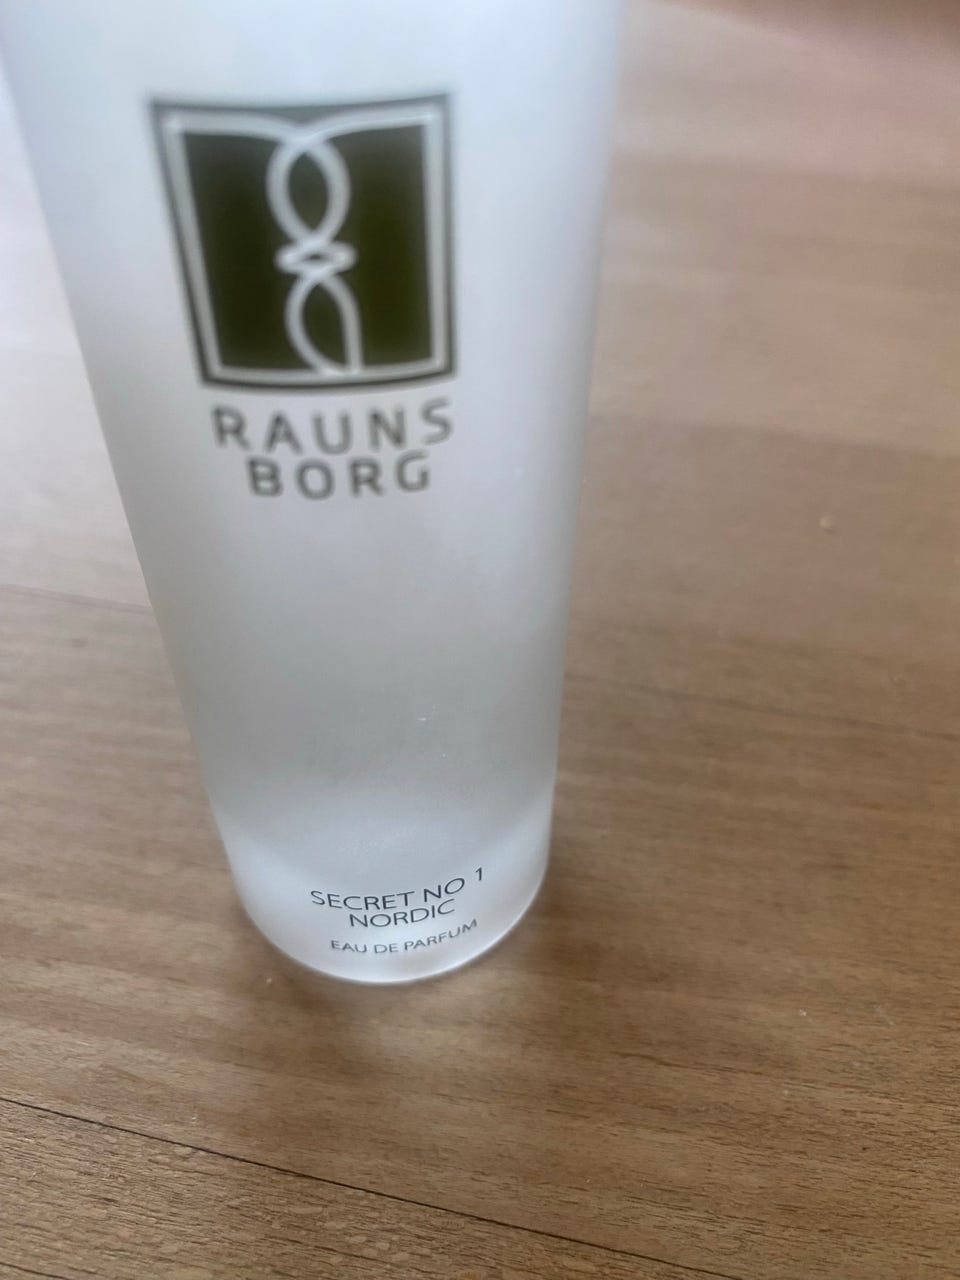 RAUNS
BORG
SECRET NO 1
NORDIC
EAU DE PARFUM